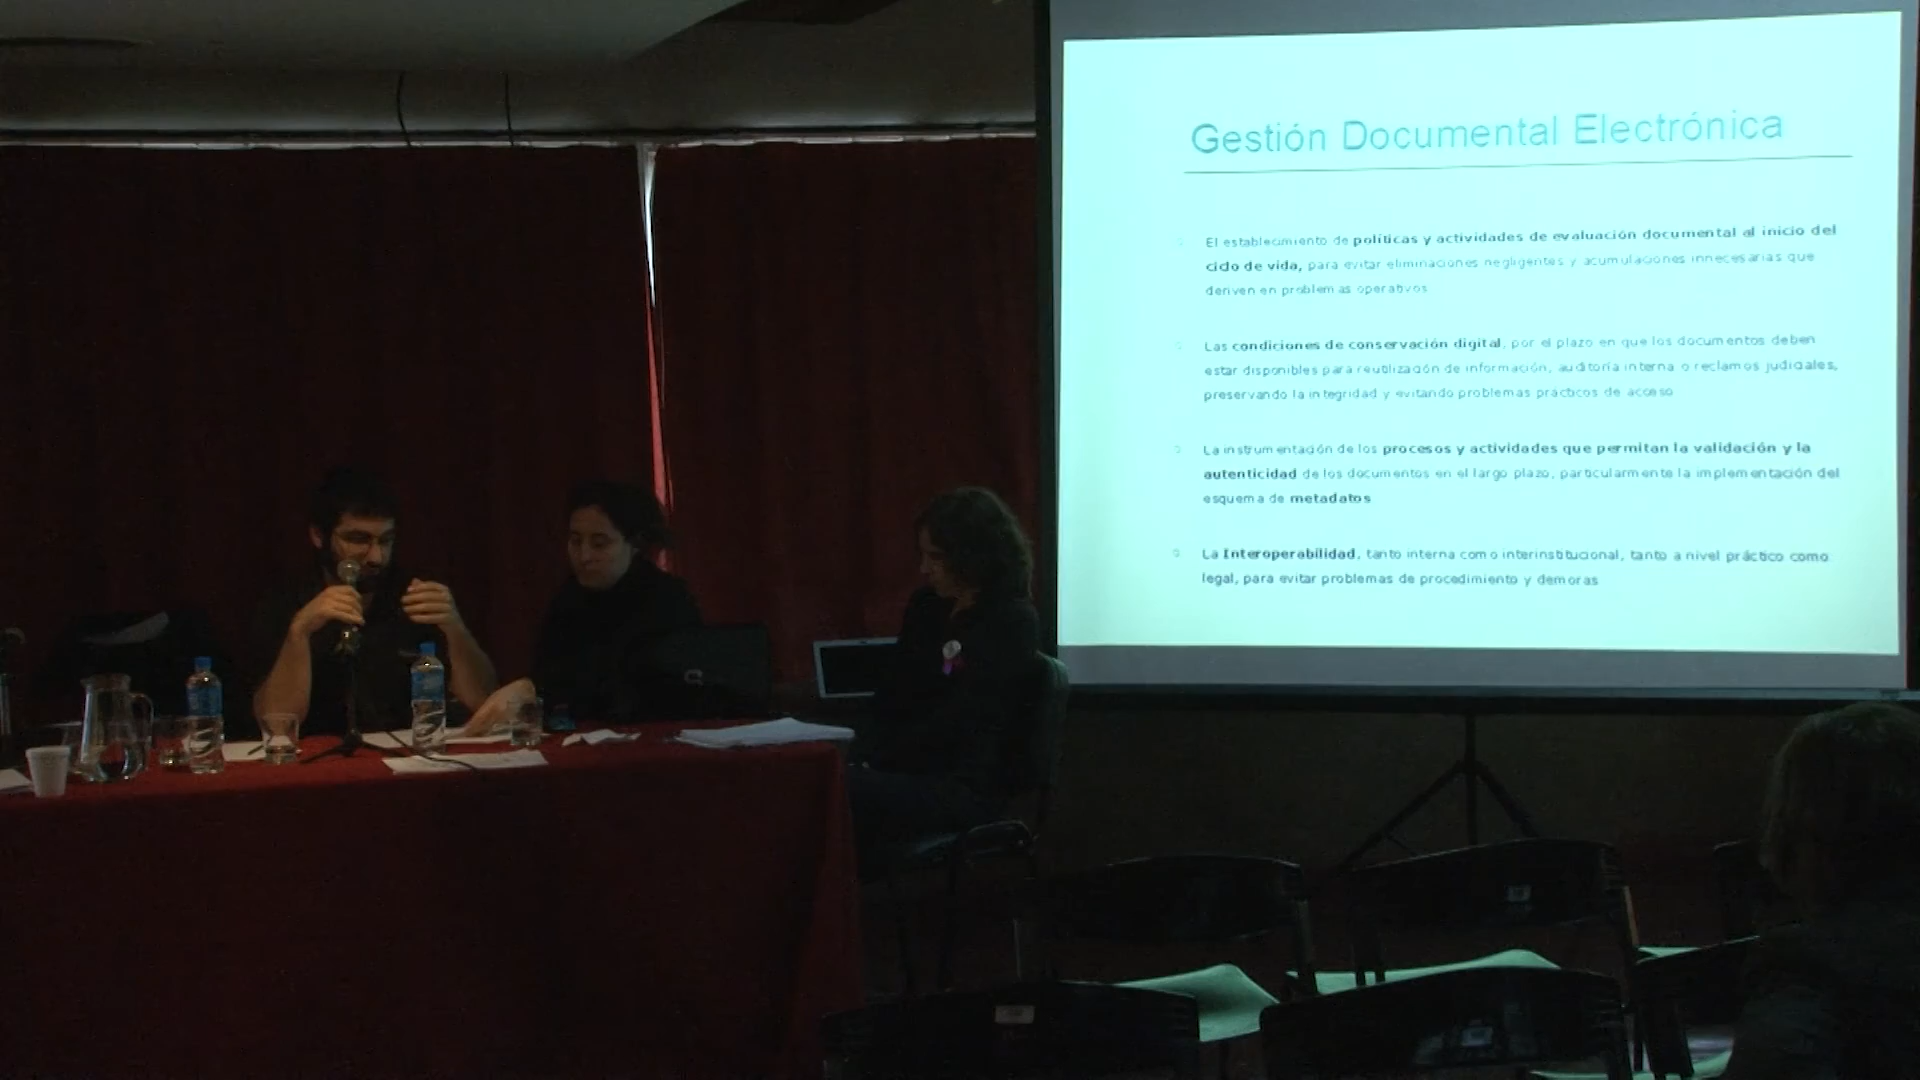 Gestión Documental Electrónica
El establecimiento de políticas y actividades de evaluación documental al inicio del
ciclo de vida, para evitar eliminaciones negligentes y acumulaciones innecesarias que
deriven en problemas operativos
Las condiciones de conservación digital, por el plazo en que los documentos deben
estar disponibles para reutilización de información, auditoría interna o reclamos judiciales,
preservando la integridad y evitando problemas prácticos de acceso
La instrumentación de los procesos y actividades que permitan la validación y la
autenticidad de los documentos en el largo plazo, particularmente la implementación del
esquema de metadatos
La Interoperabilidad, tanto interna como interinstitucional, tanto a nivel práctico como
legal, para evitar problemas de procedimiento y demoras